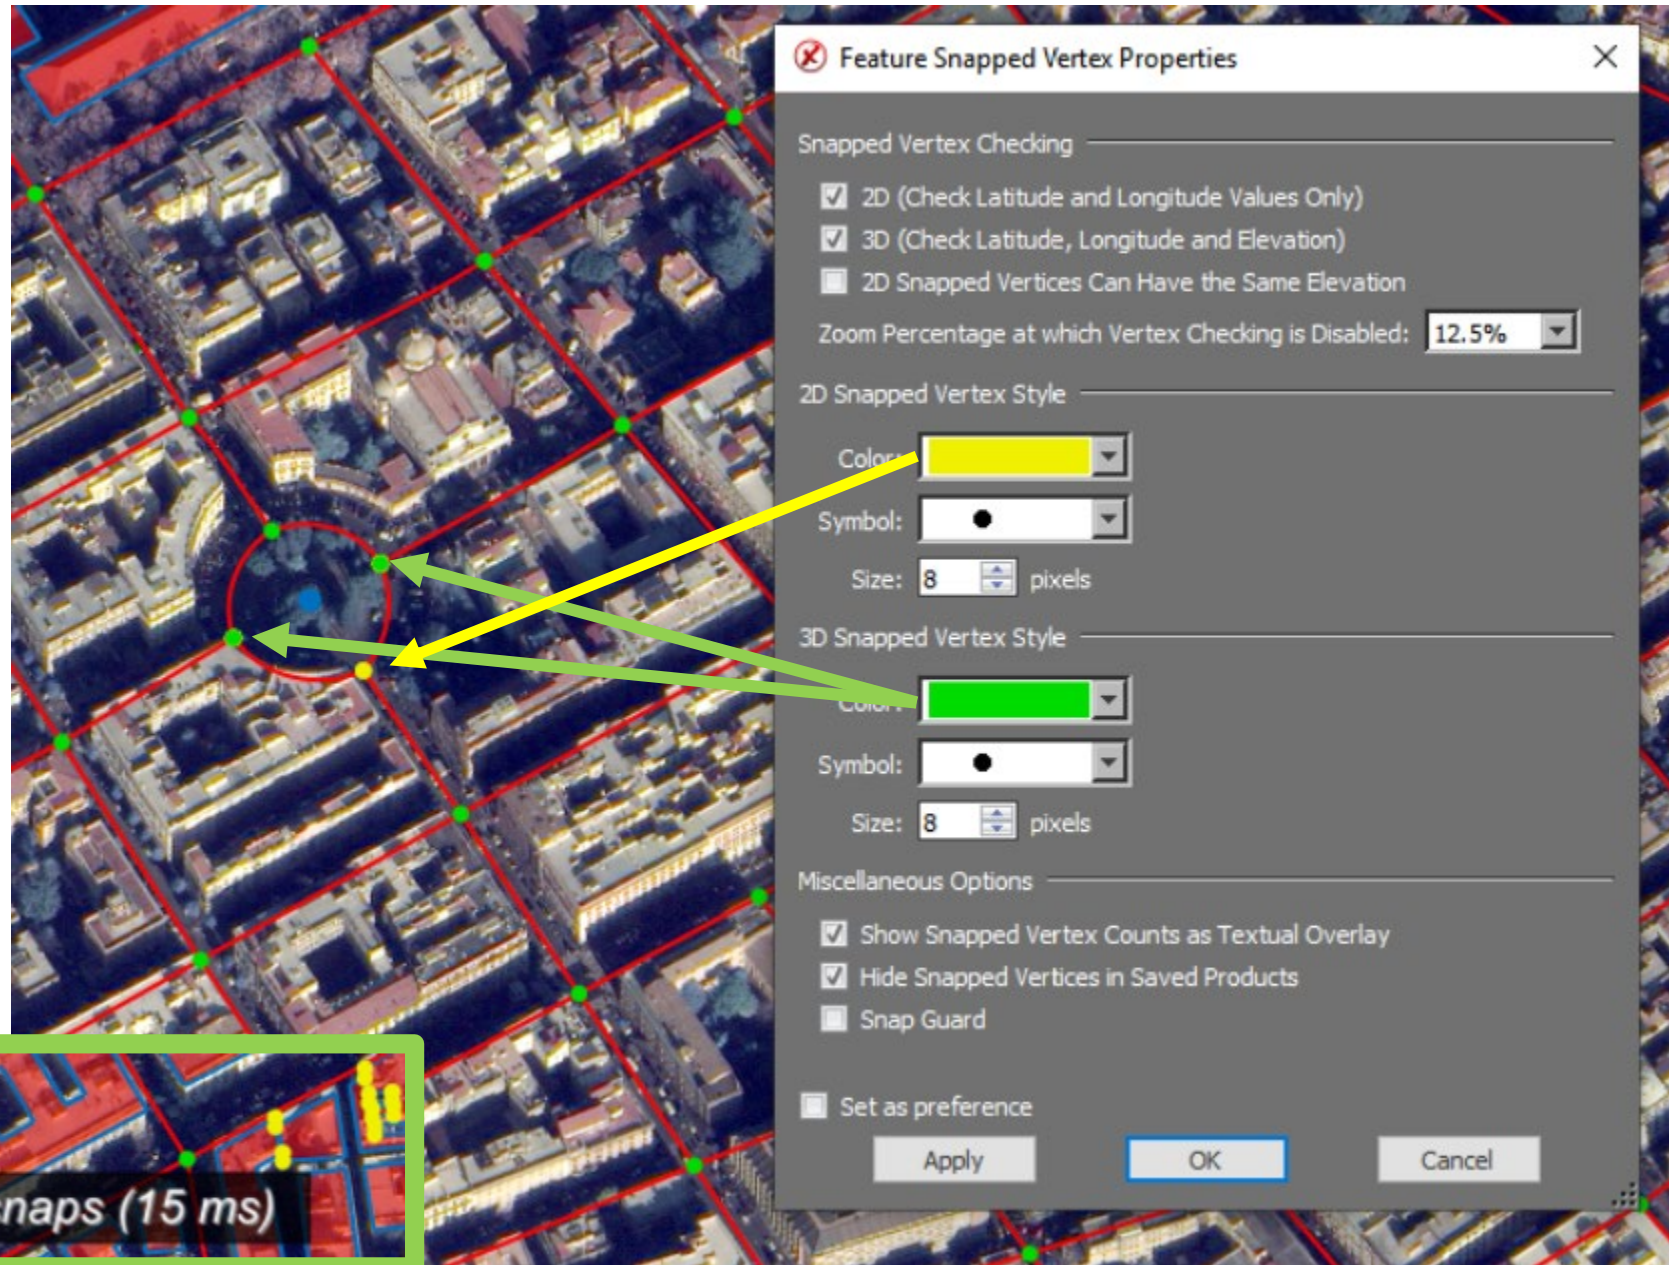 Feature Snapped Vertex Properties
Snapped Vertex Checking
2D (Check Latitude and Longitude Values Only)
3D (Check Latitude, Longitude and Elevation)
2D Snapped Vertices Can Have the Same Elevation
Zoom Percentage at which Vertex Checking is Disabled: 12.5%
2D Snapped Vertex Style
Color:
Symbol:
Size: 8 pixels
3D Snapped Vertex Style
Color:
Symbol:
Size: 8 pixels
Miscellaneous Options
Show Snapped Vertex Counts as Textual Overlay
Hide Snapped Vertices in Saved Products
Snap Guard
Set as preference
Apply OK Cancel
snaps (15 ms)